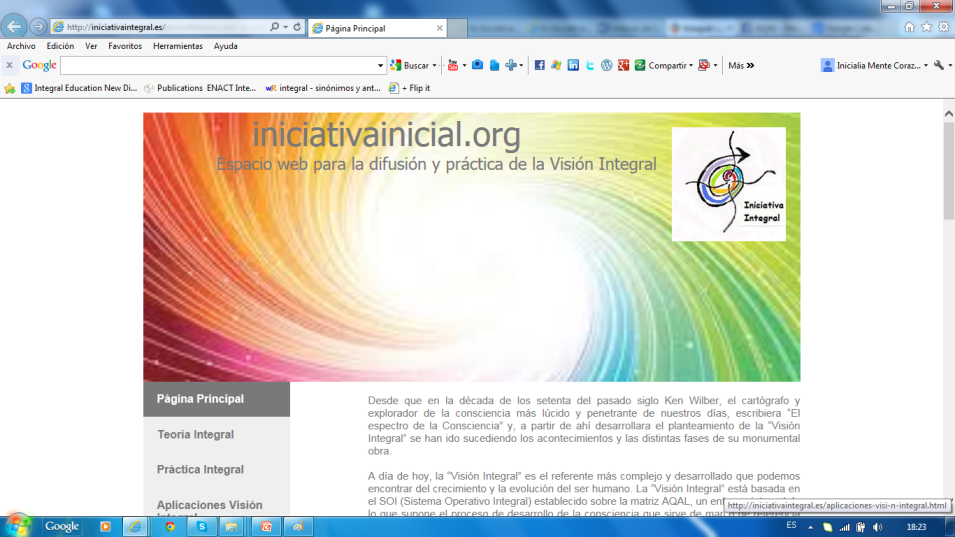 http://iniciativaintegral.es/
Página Principal
Archivo Edición Ver Favoritos Herramientas Ayuda
x Google Buscar Compartir Más » Inicialia Mente Coraz...
Integral Education New Di... Publications ENACT Inte... wR integral - sinónimos y ant... + Flip it
iniciativainicial.org
Espacio web para la difusión y práctica de la Visión Integral
Iniciativa
Integral
Página Principal
Teoría Integral
Práctica Integral
Aplicaciones Visión
Integral
Desde que en la década de los setenta del pasado siglo Ken Wilber, el cartógrafo y
explorador de la consciencia más lúcido y penetrante de nuestros días, escribiera "El
espectro de la Consciencia" y, a partir de ahí desarrollara el planteamiento de la "Visión
Integral" se han ido sucediendo los acontecimientos y las distintas fases de su monumental
obra.
A día de hoy, la "Visión Integral" es el referente más complejo y desarrollado que podemos
encontrar del crecimiento y la evolución del ser humano. La "Visión Integral" está basada en
el SOI (Sistema Operativo Integral) establecido sobre la matriz AQAL, un
lo que supone el proceso de desarrollo de la consciencia que sirve de marco de referencia
http://iniciativaintegral.es/aplicaciones-visi-n-integral.html
Google
ES
18:23